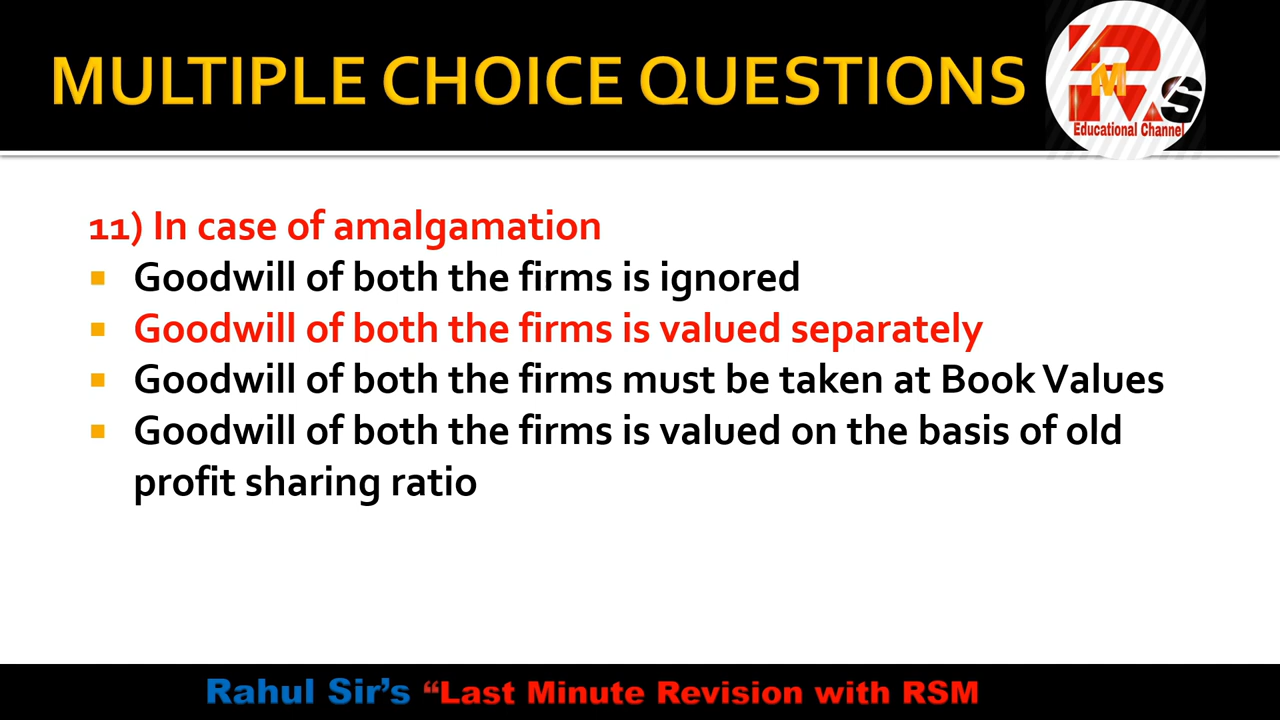 MULTIPLE CHOICE QUESTIONS
RMS
Educational Channel
11) In case of amalgamation
Goodwill of both the firms is ignored
Goodwill of both the firms is valued separately
Goodwill of both the firms must be taken at Book Values
Goodwill of both the firms is valued on the basis of old
profit sharing ratio
Rahul Sir's “Last Minute Revision with RSM